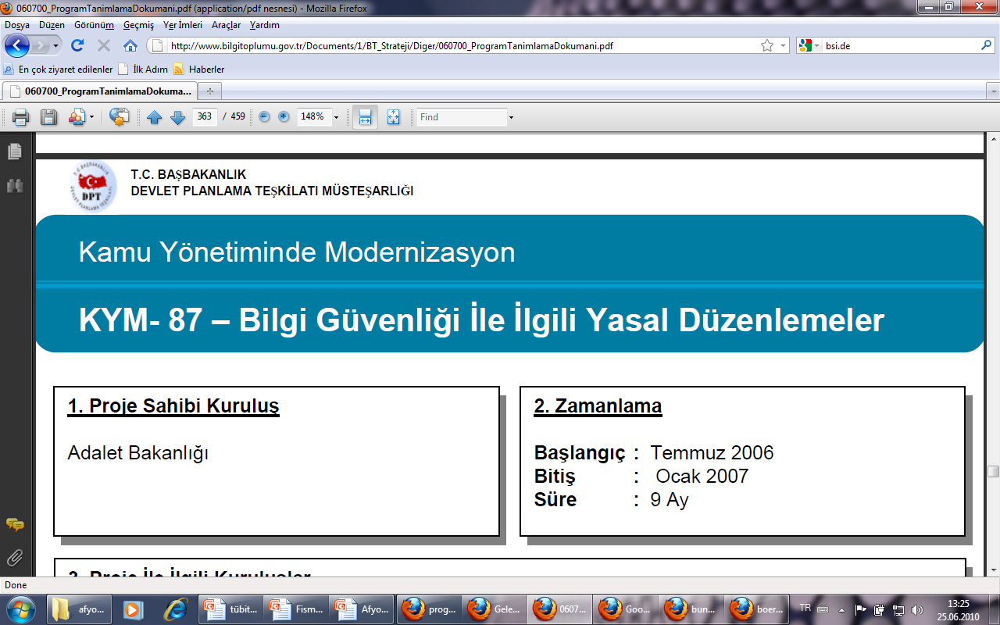 060700_ProgramTanimlamaDokumani.pdf (application/pdf nesnesi) - Mozilla Firefox
Dosya Düzen Görünüm Geçmiş Yer İmleri Araçlar Yardım
http://www.bilgitoplumu.gov.tr/Documents/1/BT_Strateji/Diger/060700_ProgramTanimlamaDokumani.pdf
bsi.de
En çok ziyaret edilenler İlk Adım Haberler
060700_ProgramTanimlamaDokuma...
363 / 459 148% Find
T.C. BAŞBAKANLIK
DEVLET PLANLAMA TEŞKİLATI MÜSTEŞARLIĞI
DPT
Kamu Yönetiminde Modernizasyon
KYM- 87 – Bilgi Güvenliği İle İlgili Yasal Düzenlemeler
1. Proje Sahibi Kuruluş
Adalet Bakanlığı
2. Zamanlama
Başlangıç : Temmuz 2006
Bitiş : Ocak 2007
Süre : 9 Ay
3. Proje İle İlgili Kuruluşlar
Done
afyo... tübit... Fism... Afyo... prog... Gele... 0607... Goo... bun... boer... TR
13:25
25.06.2010